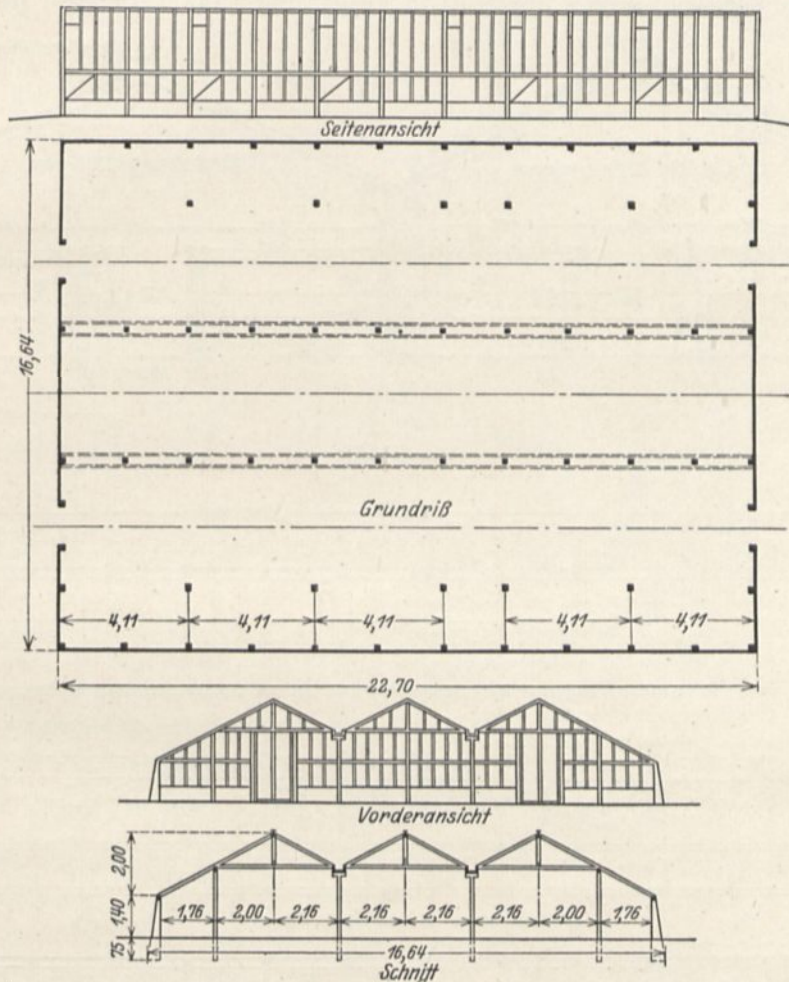 Seitenansicht
16,64
Grundriß
4,11 4,11 4,11 4,11 4,11
22,70
Vorderansicht
2,00
1,40
75
1,76 2,00 2,16 2,16 2,16 2,16 2,00 1,76
16,64
Schnitt